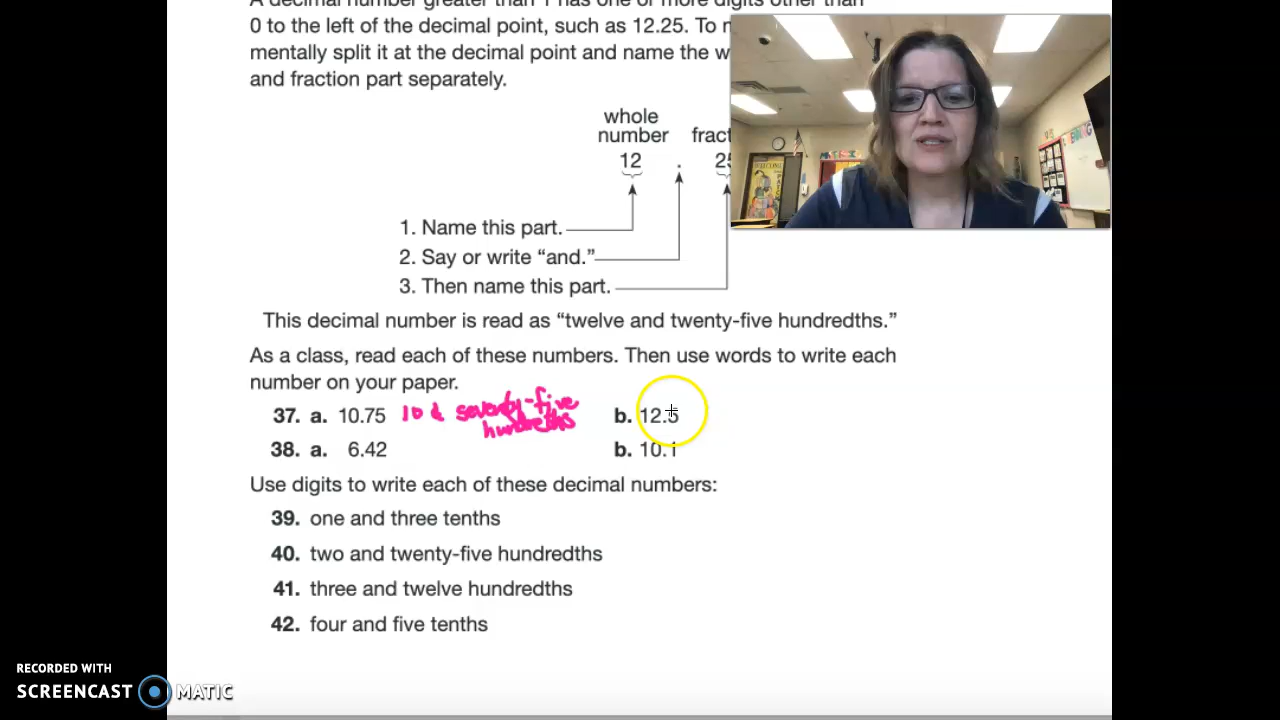 A decimal number greater than 1 has one or more digits other than
0 to the left of the decimal point, such as 12.25. To n
mentally split it at the decimal point and name the w
and fraction part separately.
whole
number fract
12 . 25
1. Name this part.
2. Say or write “and.”
3. Then name this part.
This decimal number is read as “twelve and twenty-five hundredths.”
As a class, read each of these numbers. Then use words to write each
number on your paper.
37. a. 10.75 10 & seventy-five b. 12.5
hundreths
38. a. 6.42 b. 10.1
Use digits to write each of these decimal numbers:
39. one and three tenths
40. two and twenty-five hundredths
41. three and twelve hundredths
42. four and five tenths
RECORDED WITH
SCREENCAST MATIC